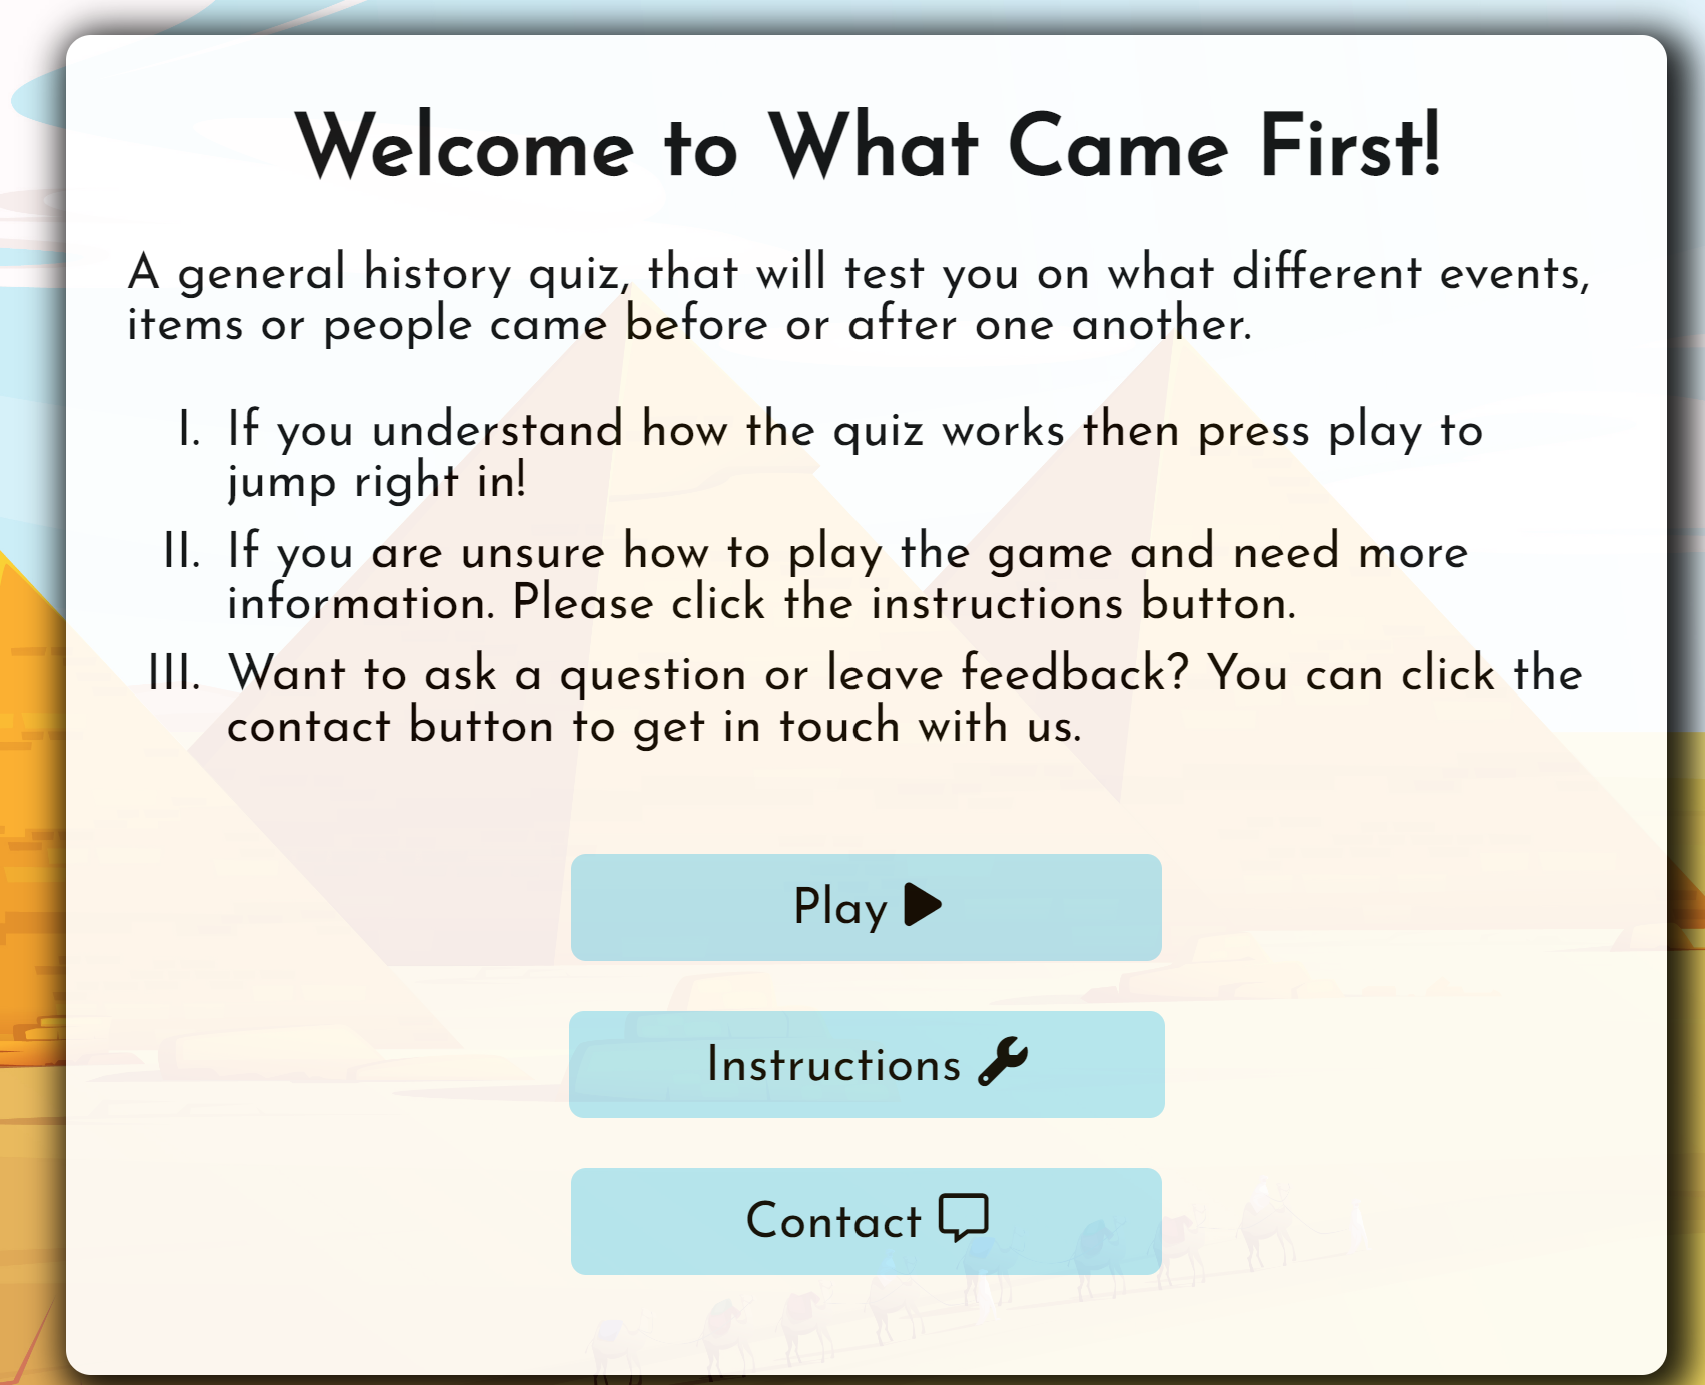 Welcome to What Came First!
A general history quiz, that will test you on what different events,
items or people came before or after one another.
I. If you understand how the quiz works then press play to
jump right in!
II. If you are unsure how to play the game and need more
information. Please click the instructions button.
III. Want to ask a question or leave feedback? You can click the
contact button to get in touch with us.
Play
Instructions
Contact